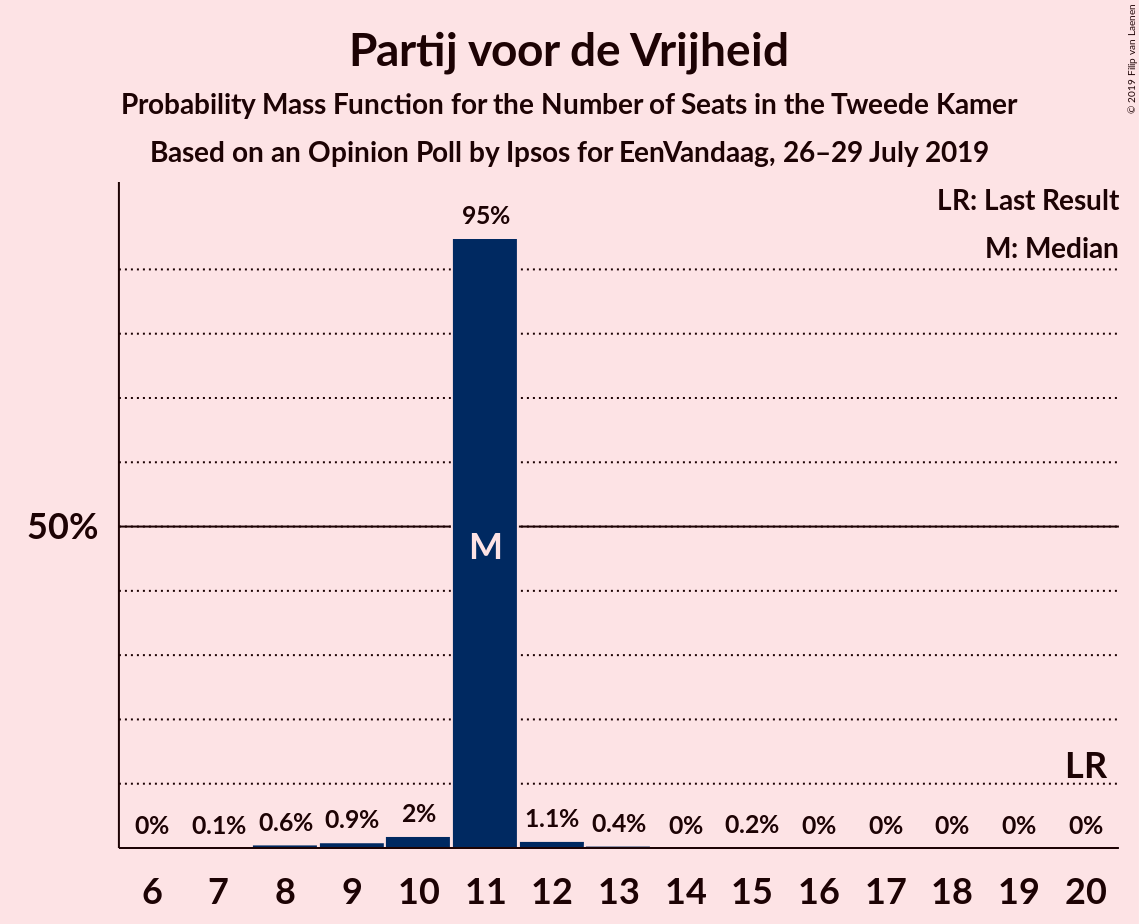 Partij voor de Vrijheid
Probability Mass Function for the Number of Seats in the Tweede Kamer
Based on an Opinion Poll by Ipsos for EenVandaag, 26–29 July 2019
© 2019 Filip van Laenen
LR: Last Result
M: Median
95%
50%
M
LR
0% 0.1% 0.6% 0.9% 2% 1.1% 0.4% 0% 0.2% 0% 0% 0% 0% 0%
6 7 8 9 10 11 12 13 14 15 16 17 18 19 20